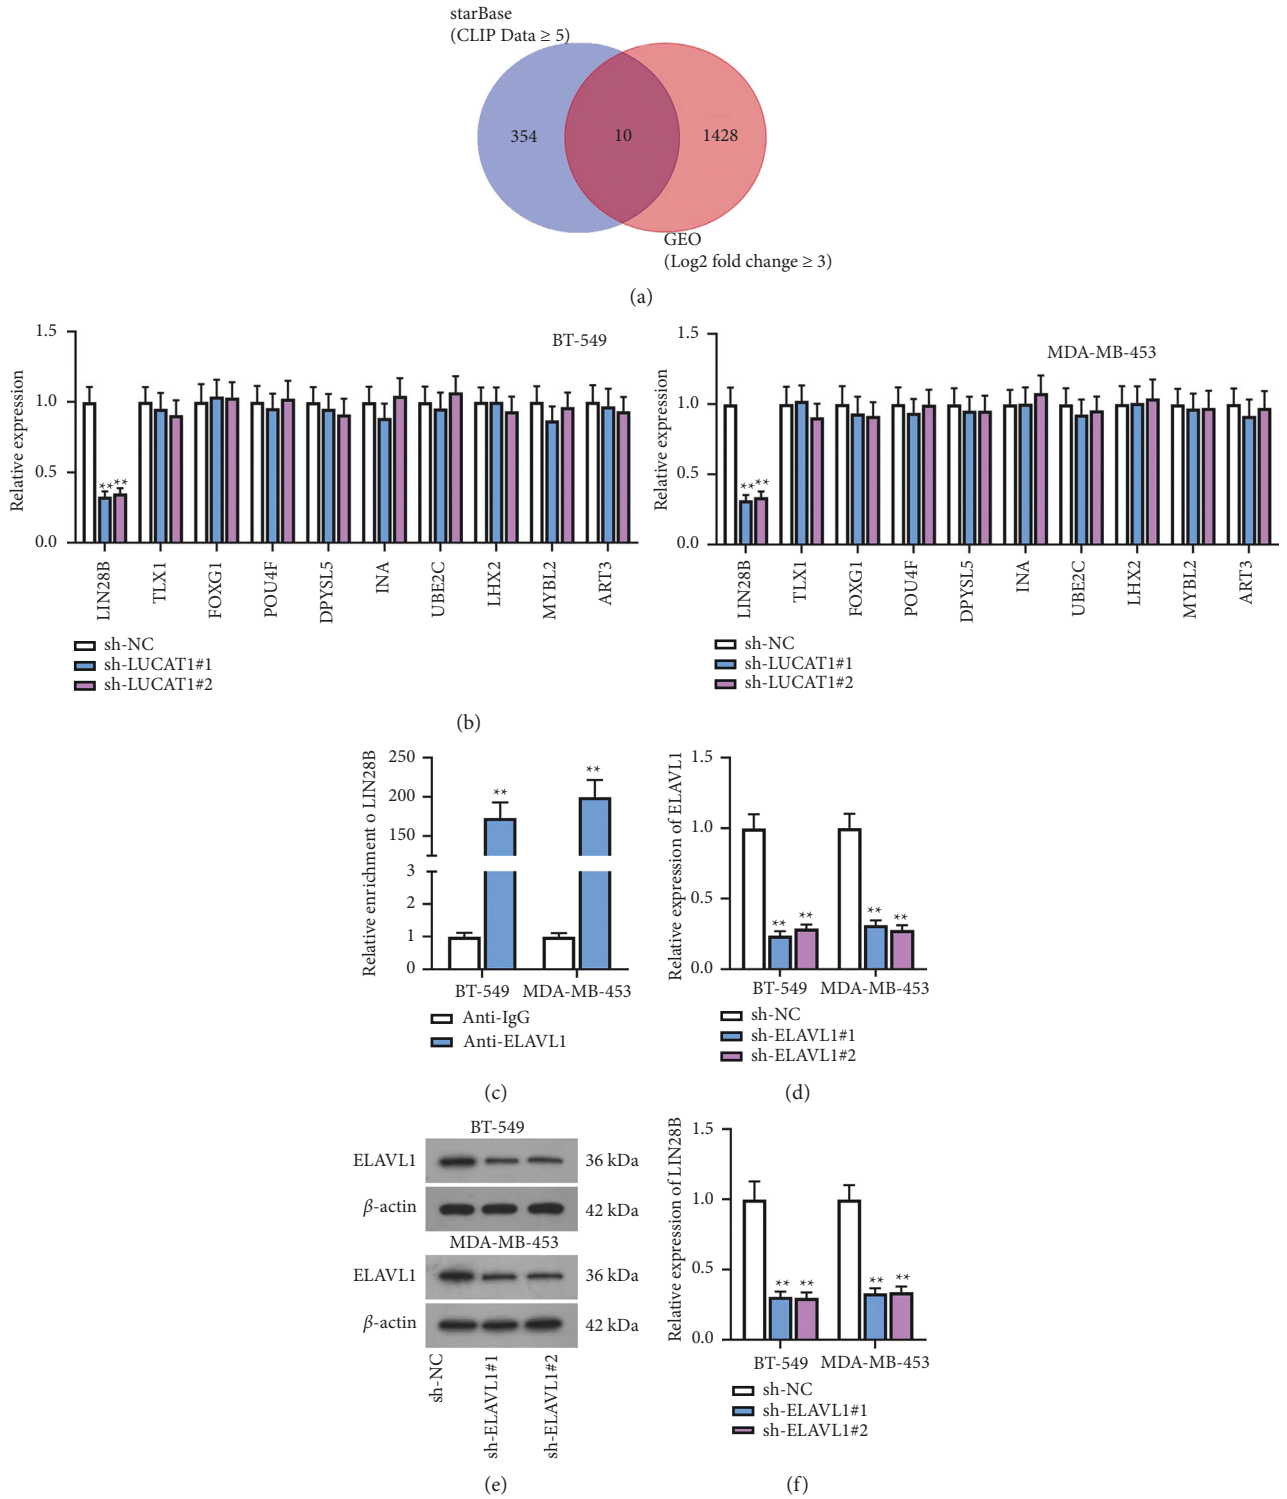 starBase
(CLIP Data ≥ 5)
354
10
1428
GEO
(Log2 fold change ≥ 3)
(a)
1.5
1.0
0.5
0.0
Relative expression
BT-549
**
**
LIN28B
TLX1
FOXG1
POU4F
DPYSL5
INA
UBE2C
LHX2
MYBL2
ART3
sh-NC
sh-LUCAT1#1
sh-LUCAT1#2
1.5
1.0
0.5
0.0
Relative expression
MDA-MB-453
**
**
LIN28B
TLX1
FOXG1
POU4F
DPYSL5
INA
UBE2C
LHX2
MYBL2
ART3
sh-NC
sh-LUCAT1#1
sh-LUCAT1#2
(b)
Relative enrichment o LIN28B
250
200
150
3
2
1
0
**
**
BT-549
MDA-MB-453
Anti-IgG
Anti-ELAVL1
(c)
Relative expression of ELAVL1
1.5
1.0
0.5
0.0
**
**
**
**
BT-549
MDA-MB-453
sh-NC
sh-ELAVL1#1
sh-ELAVL1#2
(d)
BT-549
ELAVL1
36 kDa
β-actin
42 kDa
MDA-MB-453
ELAVL1
36 kDa
β-actin
42 kDa
sh-NC
sh-ELAVL1#1
sh-ELAVL1#2
(e)
Relative expression of LIN28B
1.5
1.0
0.5
0.0
**
**
**
**
BT-549
MDA-MB-453
sh-NC
sh-ELAVL1#1
sh-ELAVL1#2
(f)